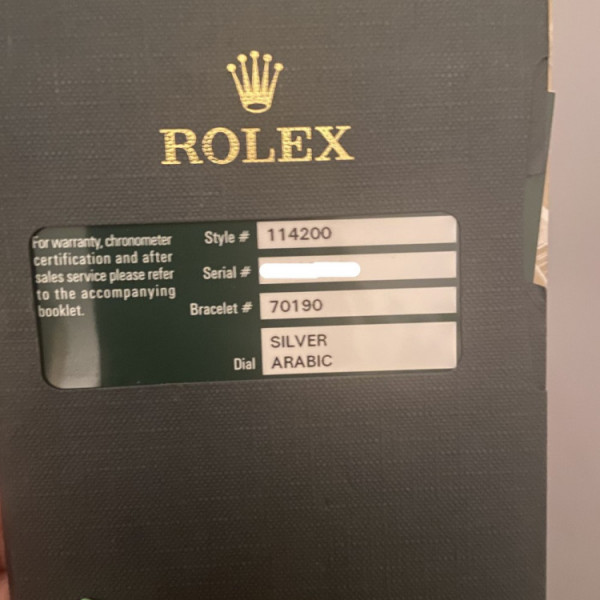 ROLEX
For warranty, chronometer
certification and after
sales service please refer
to the accompanying
booklet.
Style # 114200
Serial #
Bracelet # 70190
Dial SILVER
ARABIC